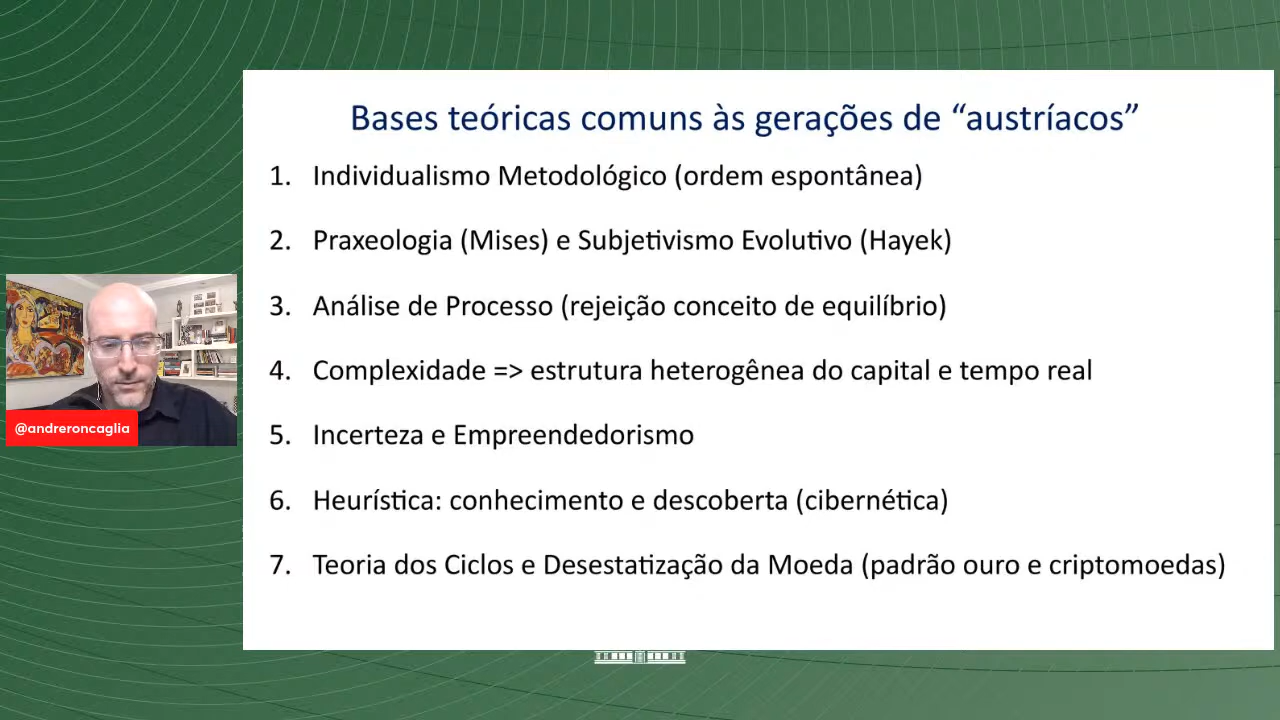 Bases teóricas comuns às gerações de “austríacos”
1. Individualismo Metodológico (ordem espontânea)
2. Praxeologia (Mises) e Subjetivismo Evolutivo (Hayek)
3. Análise de Processo (rejeição conceito de equilíbrio)
4. Complexidade => estrutura heterogênea do capital e tempo real
5. Incerteza e Empreendedorismo
6. Heurística: conhecimento e descoberta (cibernética)
7. Teoria dos Ciclos e Desestatização da Moeda (padrão ouro e criptomoedas)
@andreroncaglia